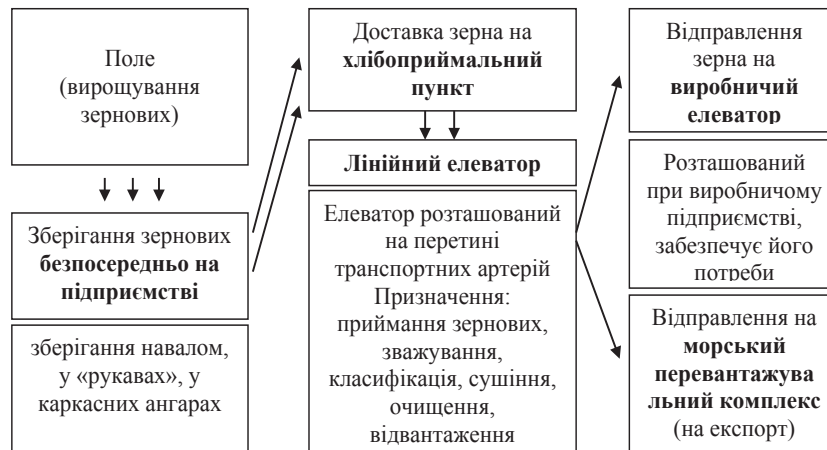 Поле
(вирощування
зернових)
Зберігання зернових
безпосередньо на
підприємстві
зберігання навалом,
у «рукавах», у
каркасних ангарах
Доставка зерна на
хлібоприймальний
пункт
Лінійний елеватор
Елеватор розташований
на перетині
транспортних артерій
Призначення:
приймання зернових,
зважування,
класифікація, сушіння,
очищення,
відвантаження
Відправлення
зерна на
виробничий
елеватор
Розташований
при виробничому
підприємстві,
забезпечує його
потреби
Відправлення на
морський
перевантажува
льний комплекс
(на експорт)